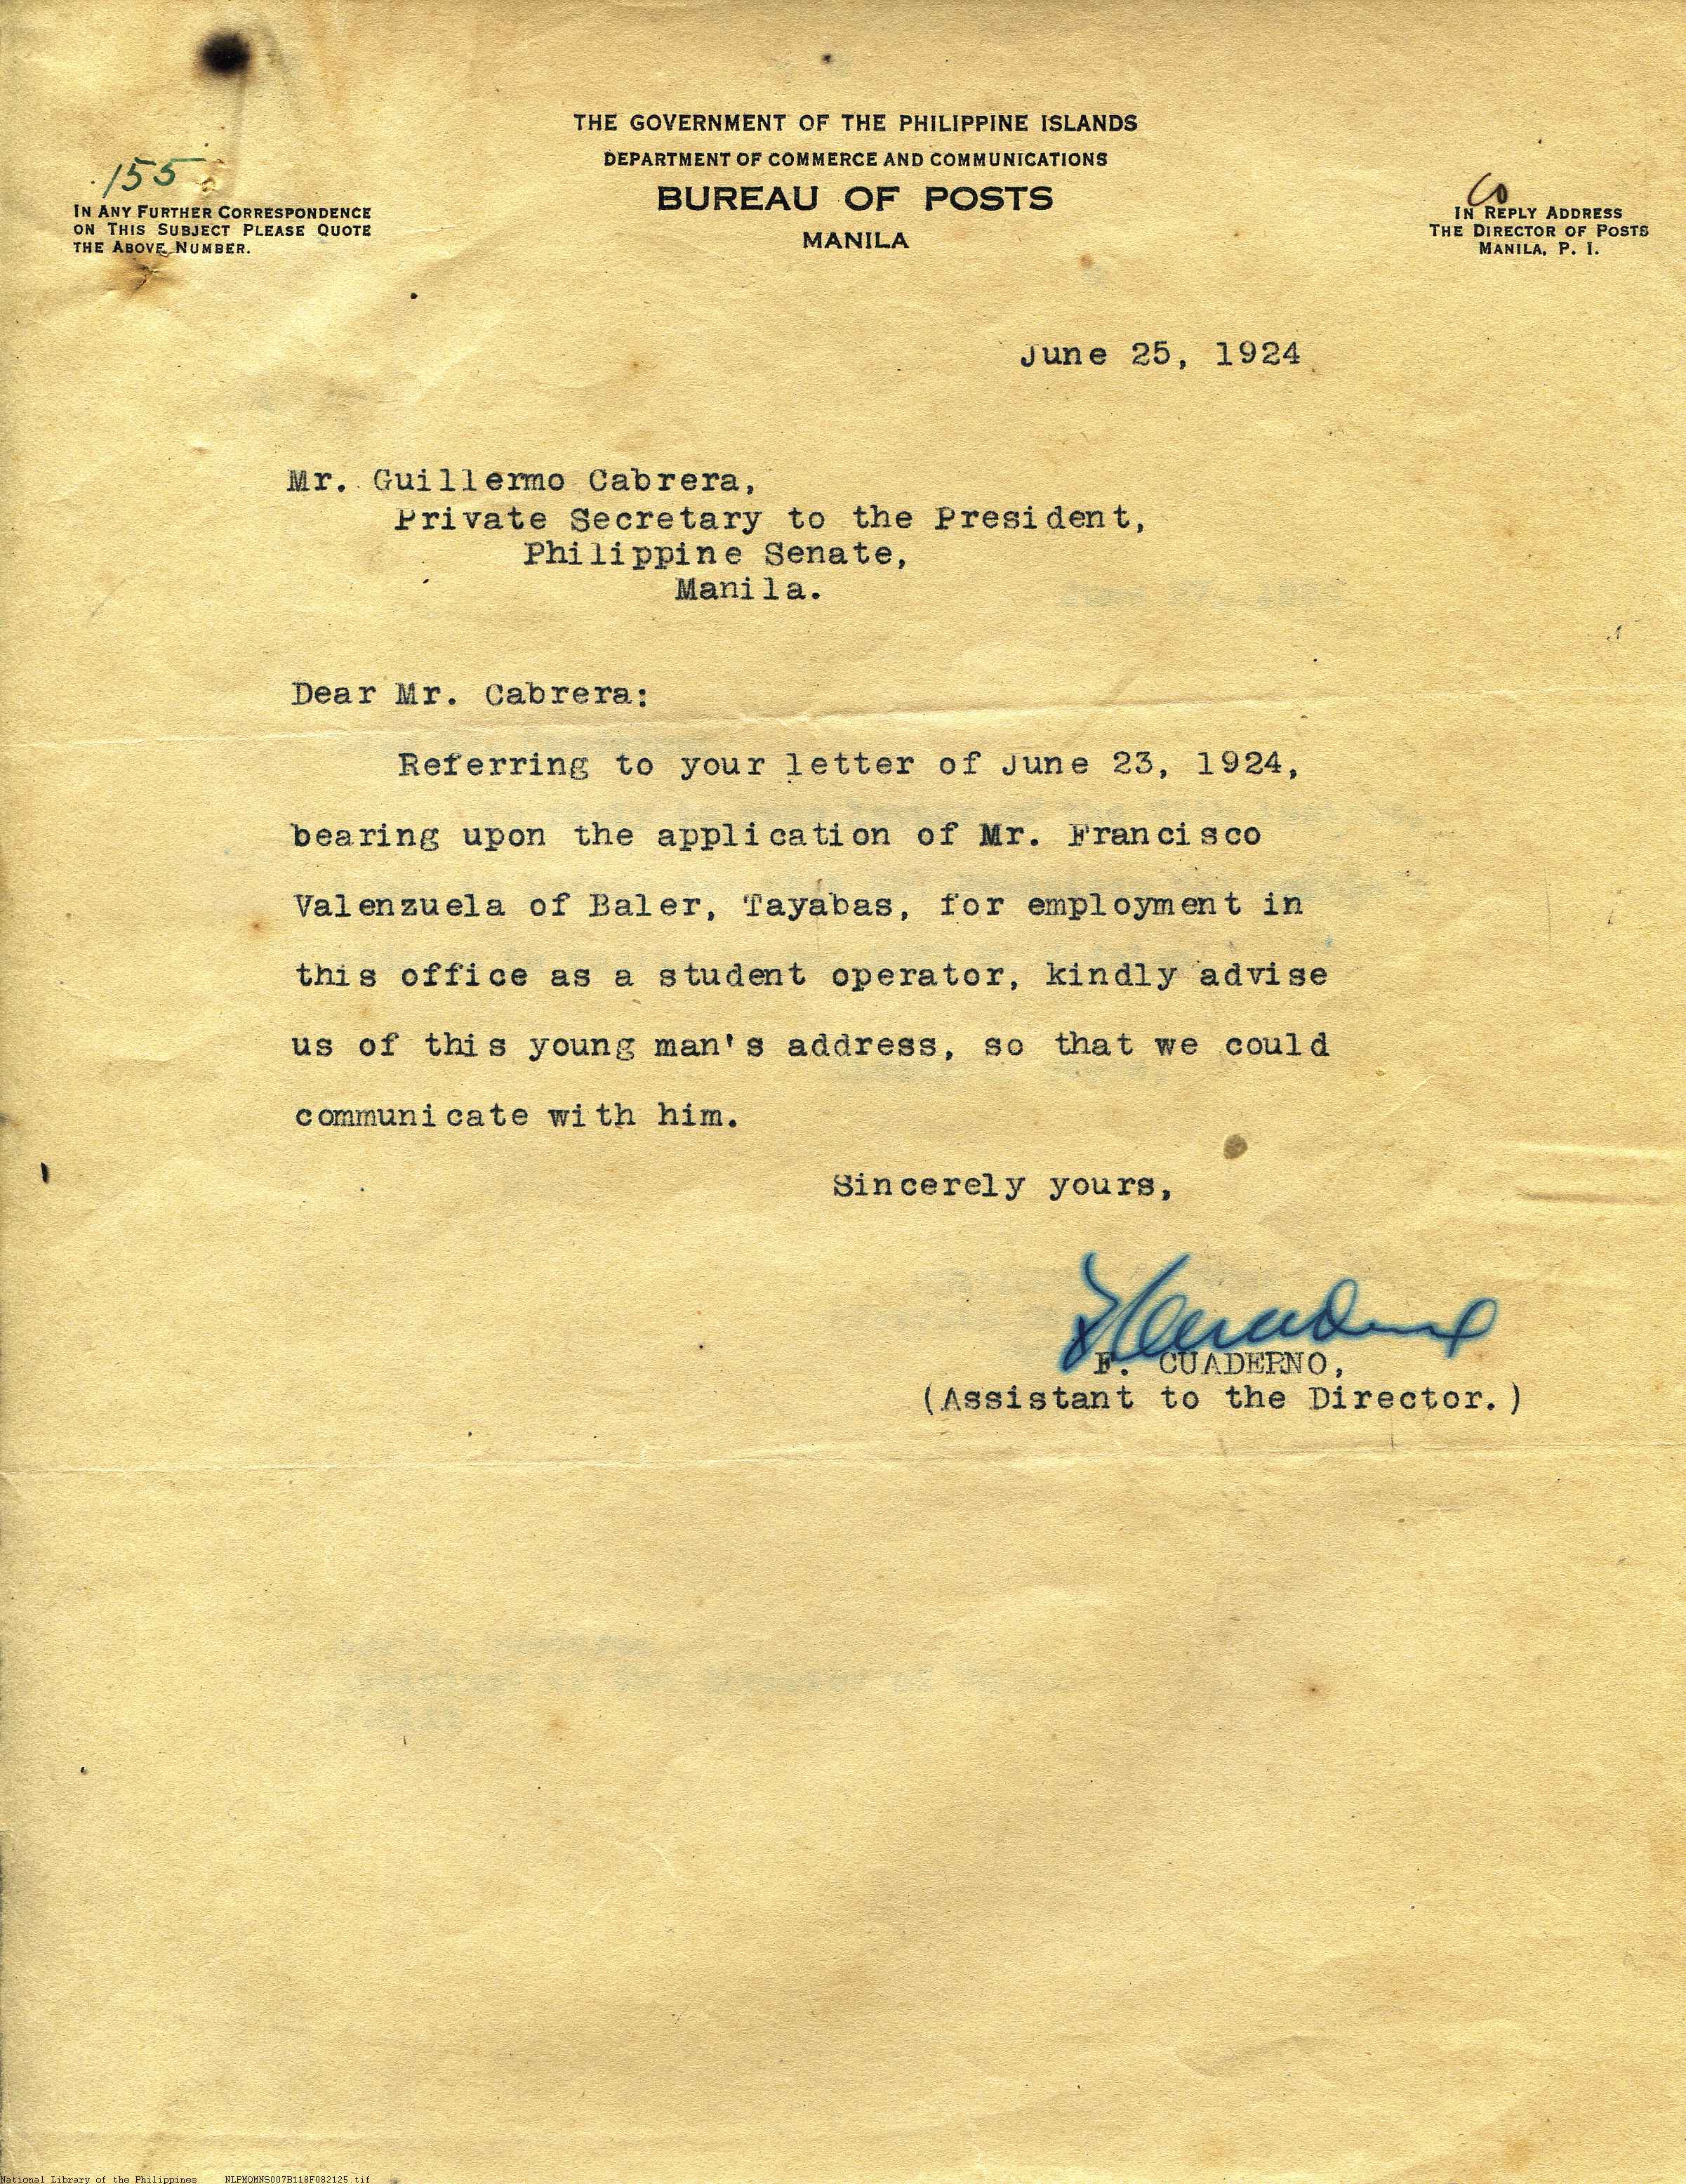 THE GOVERNMENT OF THE PHILIPPINE ISLANDS
DEPARTMENT OF COMMERCE AND COMMUNICATIONS
BUREAU OF POSTS
MANILA
155
IN ANY FURTHER CORRESPONDENCE
ON THIS SUBJECT PLEASE QUOTE
THE ABOVE NUMBER.
IN REPLY ADDRESS
THE DIRECTOR OF POSTS
MANILA, P. I.
June 25, 1924
Mr. Guillermo Cabrera,
Private Secretary to the President,
Philippine Senate,
Manila.
Dear Mr. Cabrera:
Referring to your letter of June 23, 1924,
bearing upon the application of Mr. Francisco
Valenzuela of Baler, Tayabas, for employment in
this office as a student operator, kindly advise
us of this young man's address, so that we could
communicate with him.
Sincerely yours,
F. CUADERNO,
(Assistant to the Director.)
National Library of the Philippines NLPMQMNS007B118F082125.tif